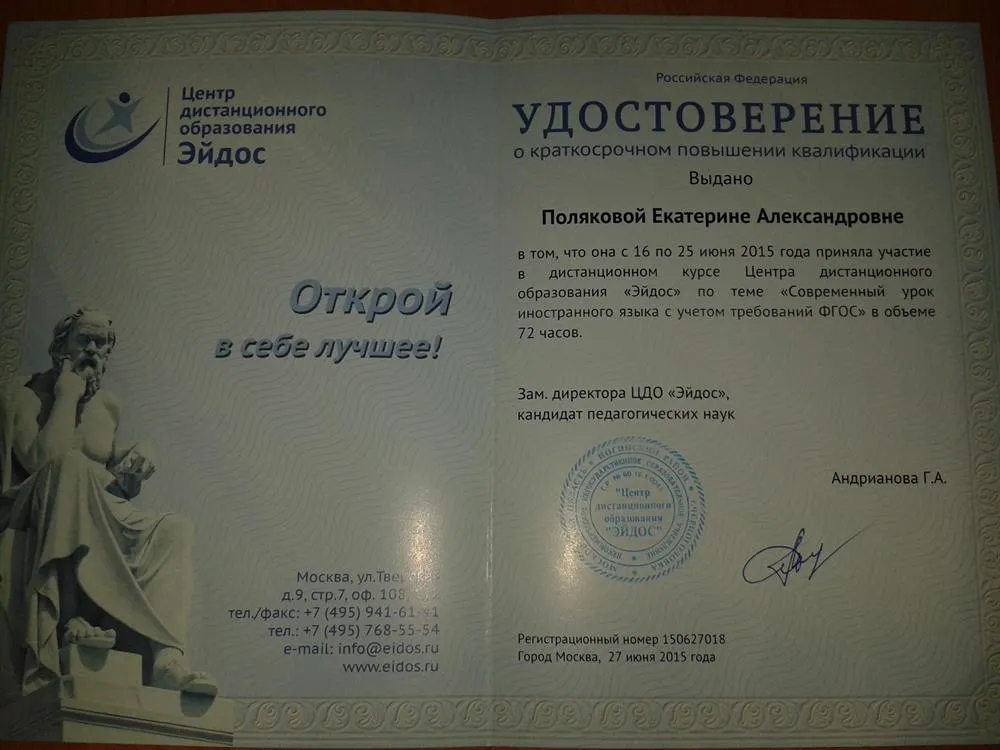 Центр
дистанционного
образования
Эйдос
Открой
в себе лучшее!
Москва,
д.9, стр.7, оф. 108,
тел./факс: +7 (495) 941-61-41
тел.: +7 (495) 768-55-54
e-mail: info@eidos.ru
www.eidos.ru
Российская Федерация
УДОСТОВЕРЕНИЕ
о краткосрочном повышении квалификации
Выдано
Поляковой Екатерине Александровне
в том, что она с 16 по 25 июня 2015 года приняла участие
в дистанционном курсе Центра дистанционного
образования «Эйдос» по теме «Современный урок
иностранного языка с учетом требований ФГОС» в объеме
72 часов.
Зам. директора ЦДО «Эйдос»,
кандидат педагогических наук
"Центр
дистанционного
образования
"ЭЙДОС"
Андрианова Г.А.
Регистрационный номер 150627018
Город Москва, 27 июня 2015 года